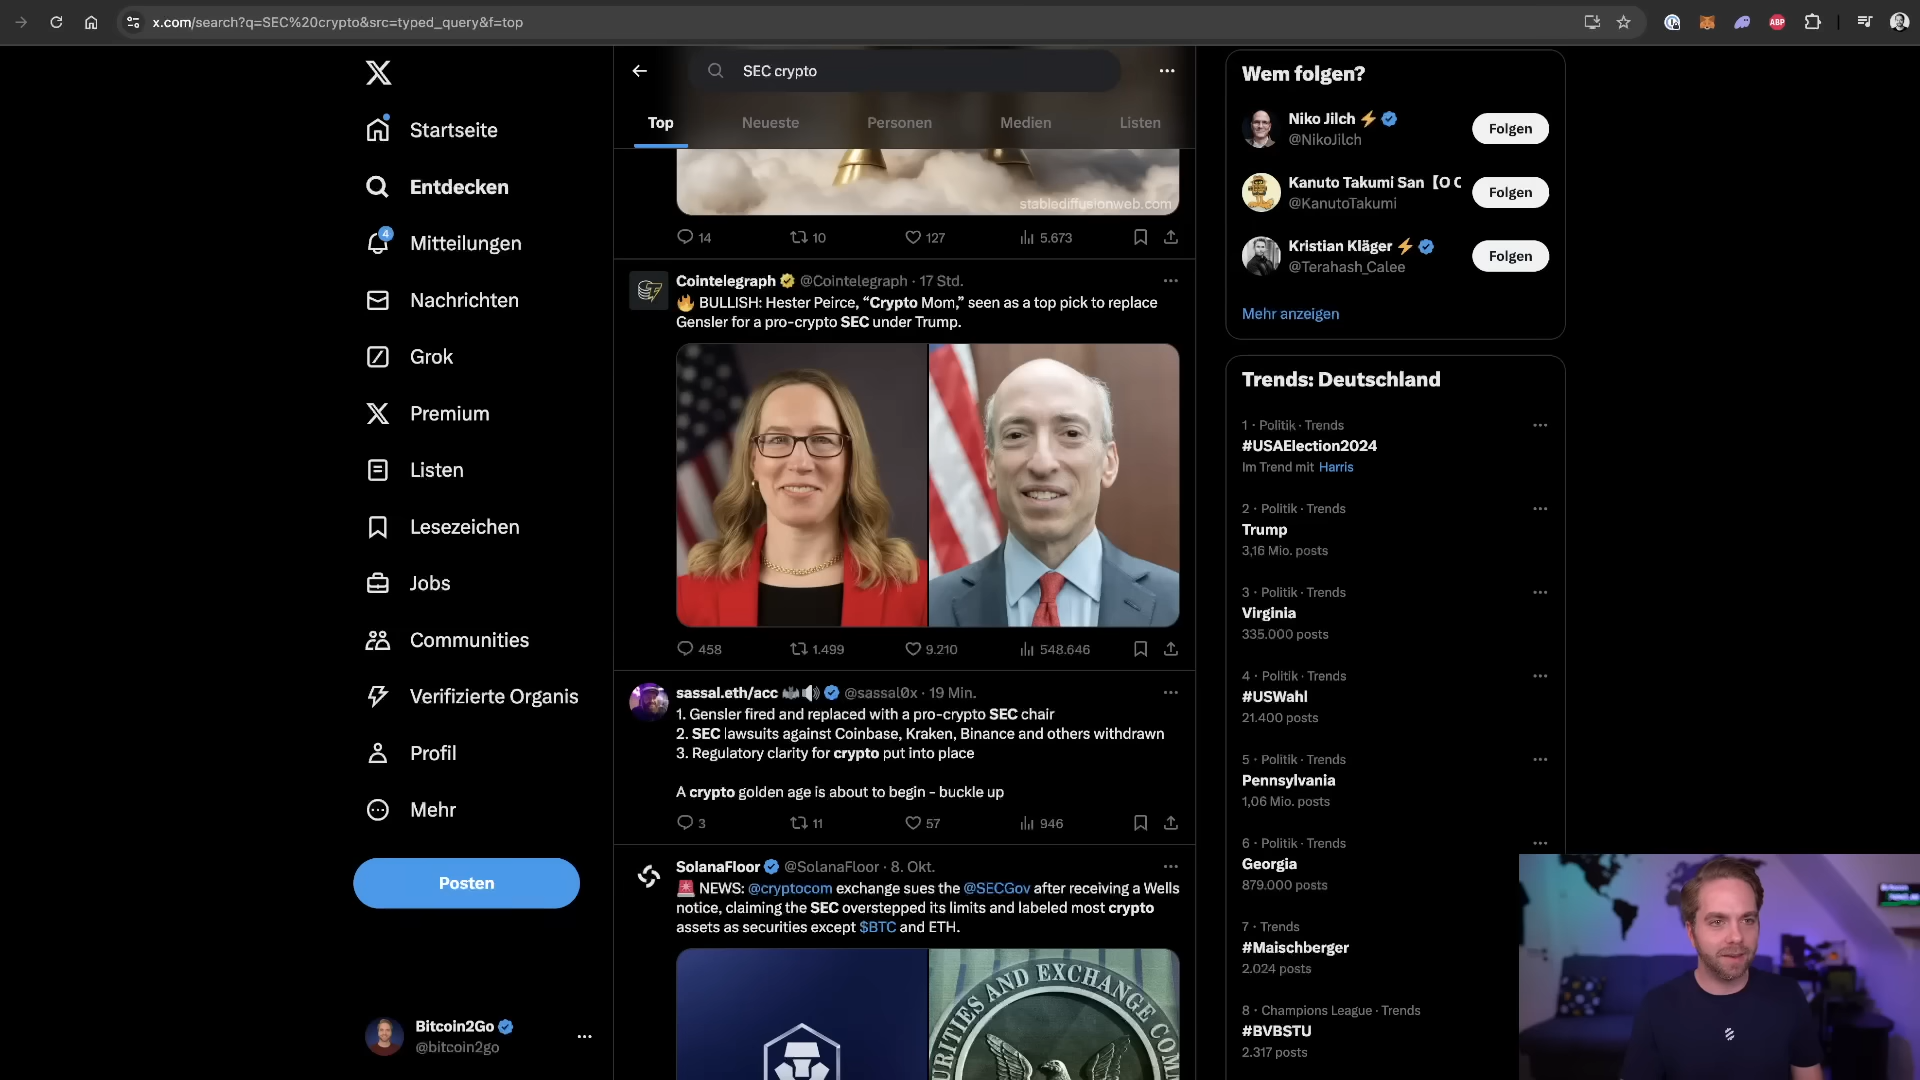 x.com/search?q=SEC%20crypto&src=typed_query&f=top
ABP
Startseite
Entdecken
4
Mitteilungen
Nachrichten
Grok
Premium
Listen
Lesezeichen
Jobs
Communities
Verifizierte Organis
Profil
Mehr
Posten
Bitcoin2Go
@bitcoin2go
SEC crypto
Top
Neueste
Personen
Medien
Listen
stablediffusionweb.com
14
10
127
5.673
Cointelegraph @Cointelegraph · 17 Std.
🔥 BULLISH: Hester Peirce, “Crypto Mom,” seen as a top pick to replace
Gensler for a pro-crypto SEC under Trump.
458
1.499
9.210
548.646
sassal.eth/acc 🦇🔊 @sassal0x · 19 Min.
1. Gensler fired and replaced with a pro-crypto SEC chair
2. SEC lawsuits against Coinbase, Kraken, Binance and others withdrawn
3. Regulatory clarity for crypto put into place
A crypto golden age is about to begin - buckle up
3
11
57
946
SolanaFloor @SolanaFloor · 8. Okt.
🚨 NEWS: @cryptocom exchange sues the @SECGov after receiving a Wells
notice, claiming the SEC overstepped its limits and labeled most crypto
assets as securities except $BTC and ETH.
URITIES AND EXCHANGE COM
Wem folgen?
Niko Jilch ⚡
@NikoJilch
Folgen
Kanuto Takumi San【O C
@KanutoTakumi
Folgen
Kristian Kläger ⚡
@Terahash_Calee
Folgen
Mehr anzeigen
Trends: Deutschland
1 · Politik · Trends
#USAElection2024
Im Trend mit Harris
2 · Politik · Trends
Trump
3,16 Mio. posts
3 · Politik · Trends
Virginia
335.000 posts
4 · Politik · Trends
#USWahl
21.400 posts
5 · Politik · Trends
Pennsylvania
1,06 Mio. posts
6 · Politik · Trends
Georgia
879.000 posts
7 · Trends
#Maischberger
2.024 posts
8 · Champions League · Trends
#BVBSTU
2.317 posts